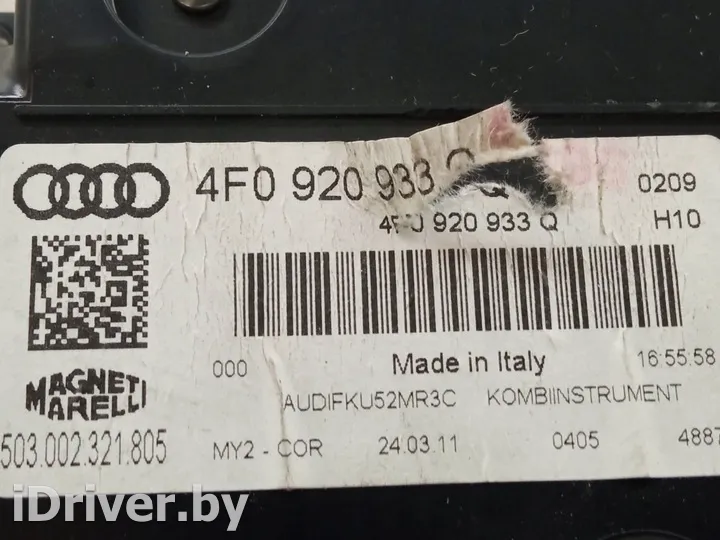 4F0 920 933 Q
0209
4F0 920 933 Q
H10
000
Made in Italy
16:55:58
MAGNETI
MARELLI
AUDIFKU52MR3C KOMBIINSTRUMENT
503.002.321.805
MY2 - COR 24.03.11 0405 4887
iDriver.by